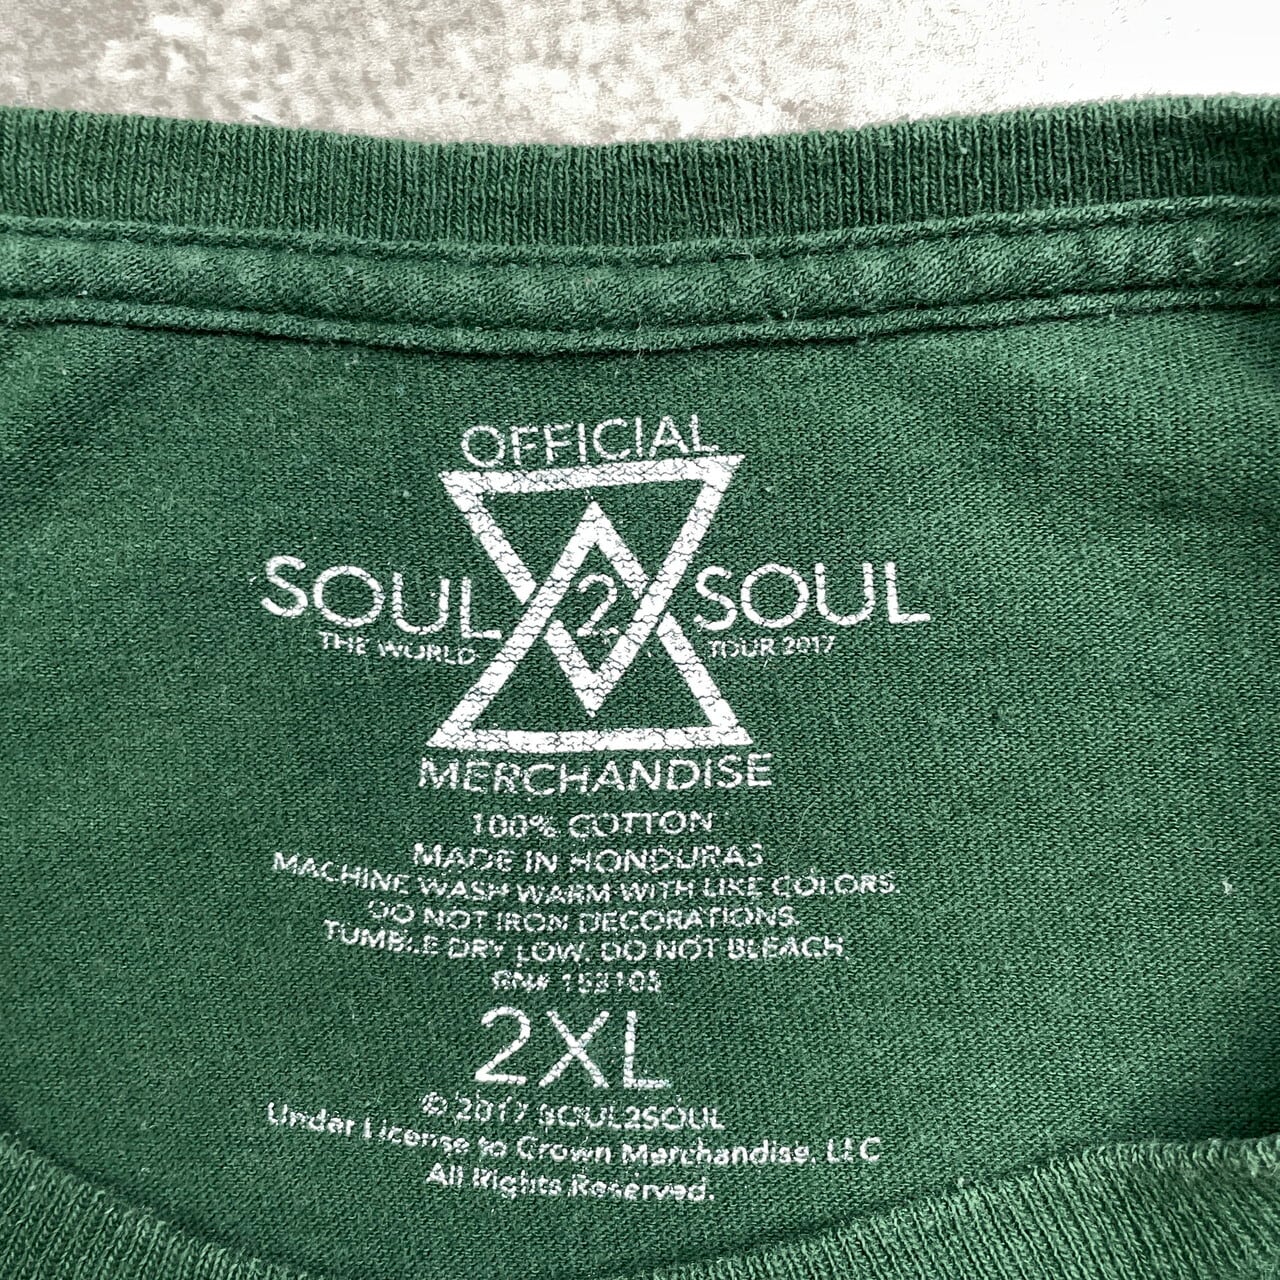 OFFICIAL
SOUL 2 SOUL
THE WORLD TOUR 2017
MERCHANDISE
100% COTTON
MADE IN HONDURAS
MACHINE WASH WARM WITH LIKE COLORS.
DO NOT IRON DECORATIONS.
TUMBLE DRY LOW. DO NOT BLEACH.
RN#
2XL
© 2017 SOUL2SOUL
Under License to Crown Merchandise, LLC
All Rights Reserved.